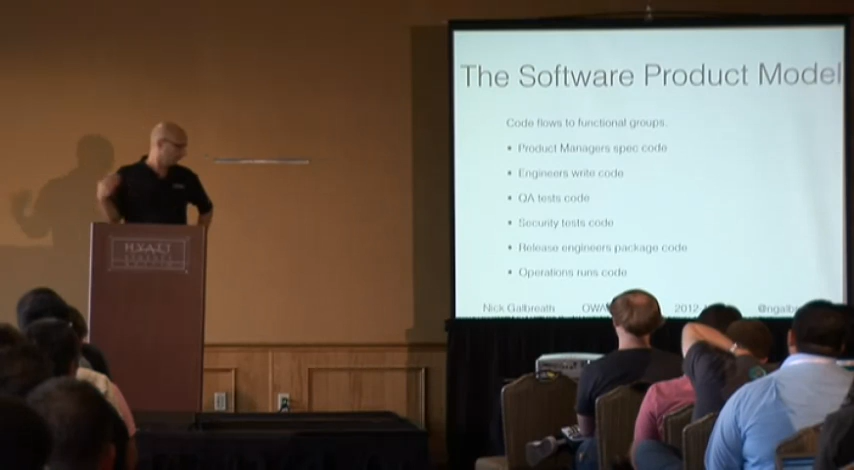 The Software Product Model
Code flows to functional groups.
• Product Managers spec code
• Engineers write code
• QA tests code
• Security tests code
• Release engineers package code
• Operations runs code
Nick Galbreath 2012
HYATT